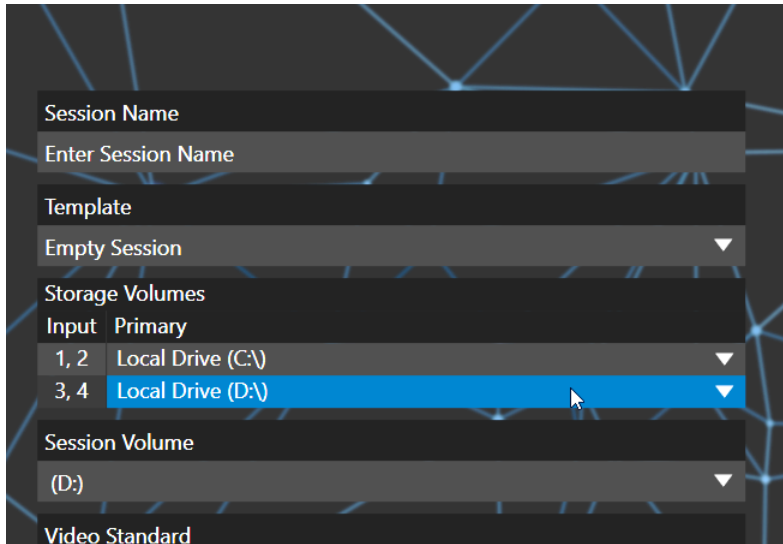 Session Name
Enter Session Name
Template
Empty Session
Storage Volumes
Input Primary
1, 2 Local Drive (C:\)
3, 4 Local Drive (D:\)
Session Volume
(D:)
Video Standard